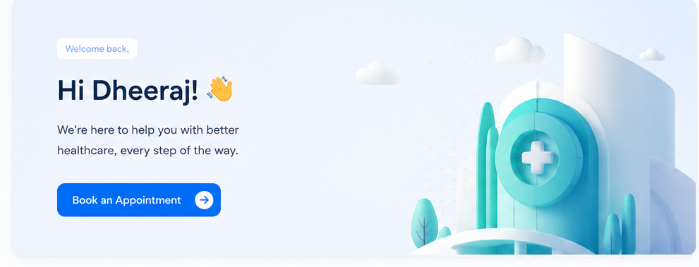 Welcome back,
Hi Dheeraj! 👋
We're here to help you with better
healthcare, every step of the way.
Book an Appointment